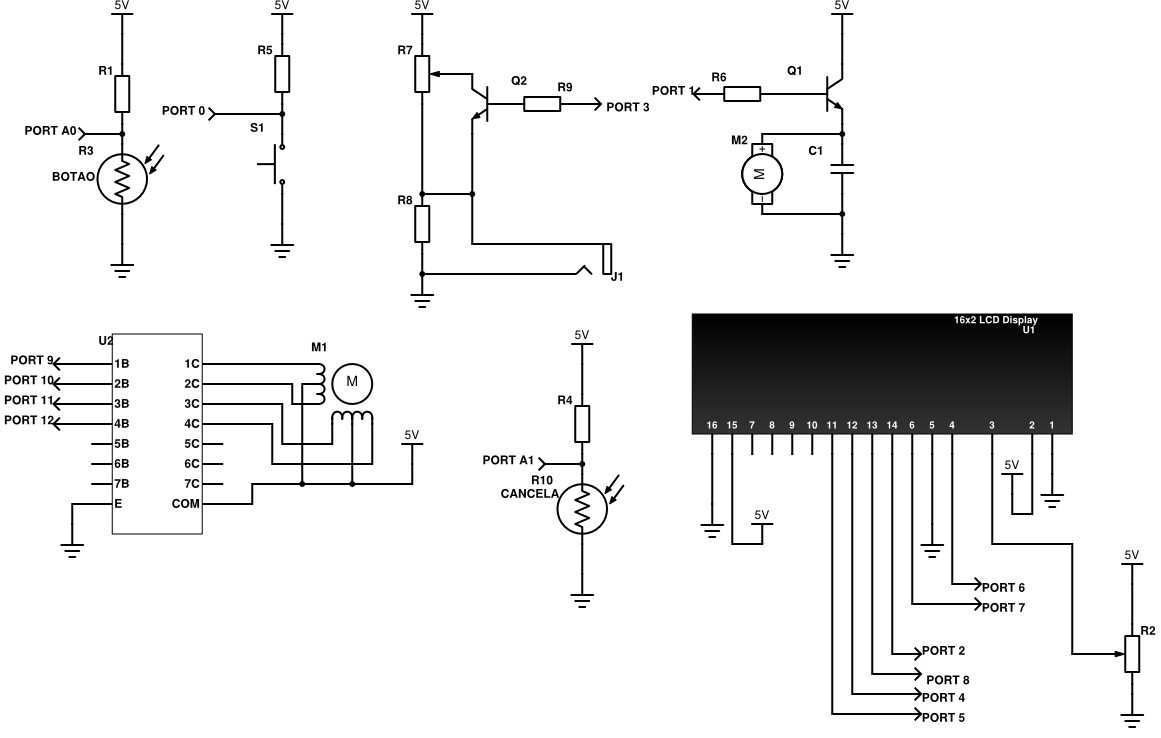 5V
R1
PORT A0
R3
BOTAO
5V
R5
PORT 0
S1
5V
R7
Q2
R9
PORT 3
R8
J1
5V
R6
Q1
PORT 1
M2
+
M
–
C1
U2
PORT 9
PORT 10
PORT 11
PORT 12
1B
2B
3B
4B
5B
6B
7B
E
1C
2C
3C
4C
5C
6C
7C
COM
M1
M
5V
5V
R4
PORT A1
R10
CANCELA
16x2 LCD Display
U1
16 15 7 8 9 10 11 12 13 14 6 5 4 3 2 1
5V
5V
PORT 6
PORT 7
PORT 2
PORT 8
PORT 4
PORT 5
5V
R2